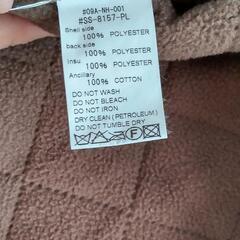 #09A-NH-001
#SS-8157-PL
Shell side
100% POLYESTER
Back side
100% POLYESTER
Insu
100% POLYESTER
Ancillary
100% COTTON
DO NOT WASH
DO NOT BLEACH
DO NOT IRON
DRY CLEAN (PETROLEUM)
DO NOT TUMBLE DRY
F